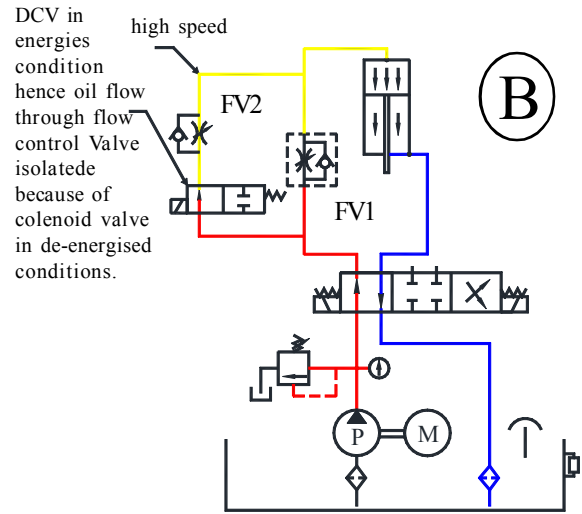 DCV in
energies
condition
hence oil flow
through flow
control Valve
isolatede
because of
colenoid valve
in de-energised
conditions.
high speed
FV2
FV1
B
P
M